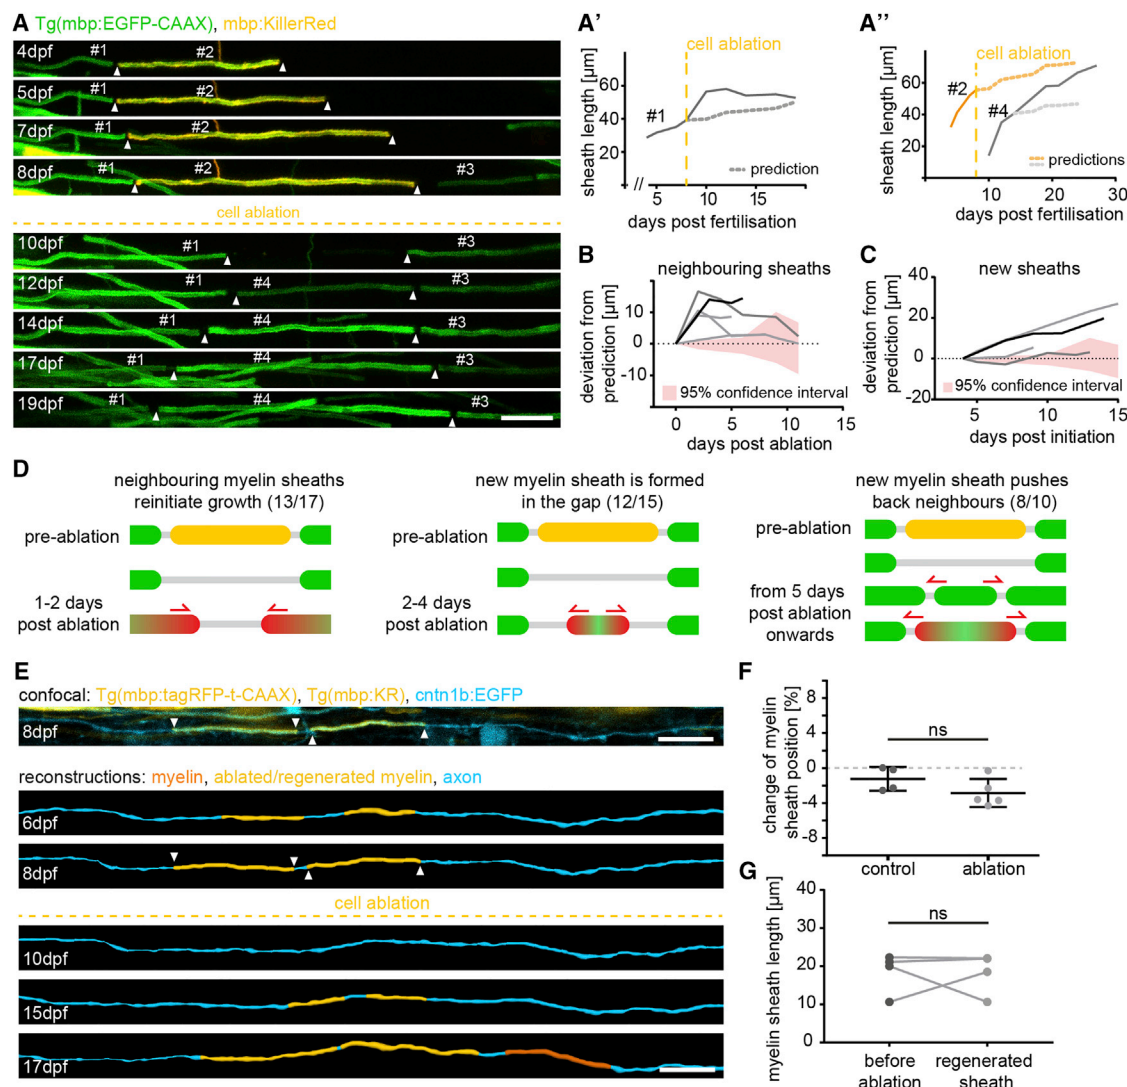 A
Tg(mbp:EGFP-CAAX), mbp:KillerRed
4dpf #1 #2
5dpf #1 #2
7dpf #1 #2
8dpf #1 #2 #3
cell ablation
10dpf #1 #3
12dpf #1 #4 #3
14dpf #1 #4 #3
17dpf #1 #4 #3
19dpf #1 #4 #3
A’
cell ablation
sheath length [µm]
60
40
20
#1
prediction
//
5 10 15
days post fertilisation
A’’
cell ablation
sheath length [µm]
60
40
20
#2
#4
predictions
10 20 30
days post fertilisation
B
neighbouring sheaths
deviation from
prediction [µm]
10
0
-10
95% confidence interval
0 5 10 15
days post ablation
C
new sheaths
deviation from
prediction [µm]
40
20
0
-20
95% confidence interval
5 10 15
days post initiation
D
neighbouring myelin sheaths
reinitiate growth (13/17)
pre-ablation
1-2 days
post ablation
new myelin sheath is formed
in the gap (12/15)
pre-ablation
2-4 days
post ablation
new myelin sheath pushes
back neighbours (8/10)
pre-ablation
from 5 days
post ablation
onwards
E
confocal: Tg(mbp:tagRFP-t-CAAX), Tg(mbp:KR), cntn1b:EGFP
8dpf
reconstructions: myelin, ablated/regenerated myelin, axon
6dpf
8dpf
cell ablation
10dpf
15dpf
17dpf
F
change of myelin
sheath position [%]
8
4
0
-4
-8
ns
control ablation
G
myelin sheath length [µm]
40
30
20
10
0
ns
before
ablation
regenerated
sheath